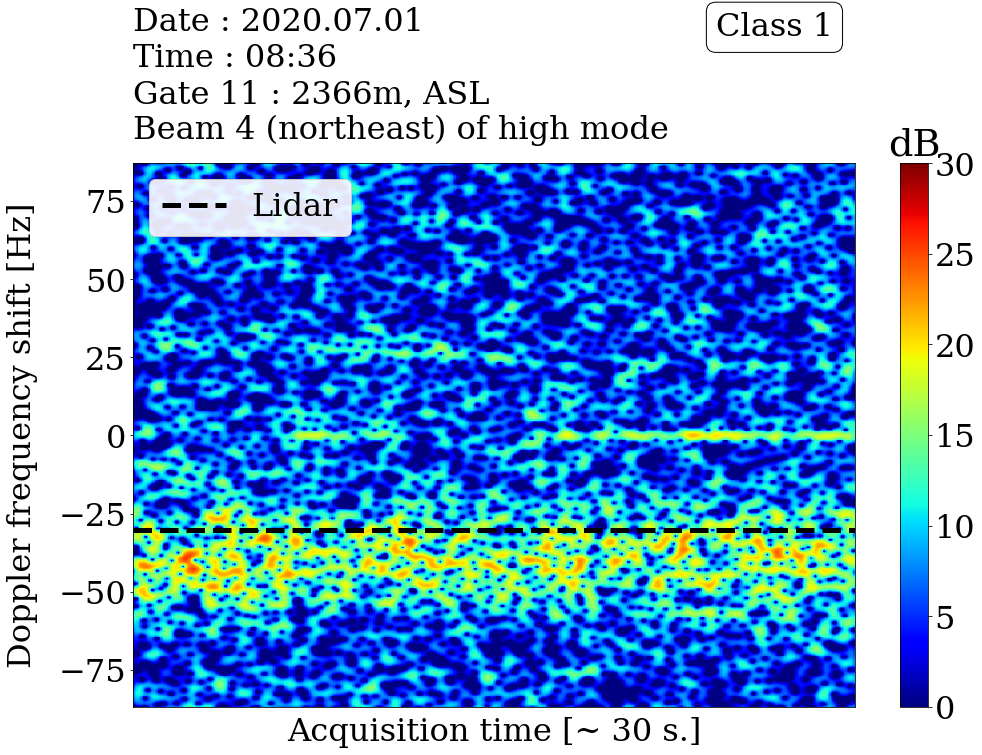 Date : 2020.07.01
Time : 08:36
Gate 11 : 2366m, ASL
Beam 4 (northeast) of high mode
Class 1
dB
Lidar
Doppler frequency shift [Hz]
75
50
25
0
−25
−50
−75
Acquisition time [~ 30 s.]
30
25
20
15
10
5
0